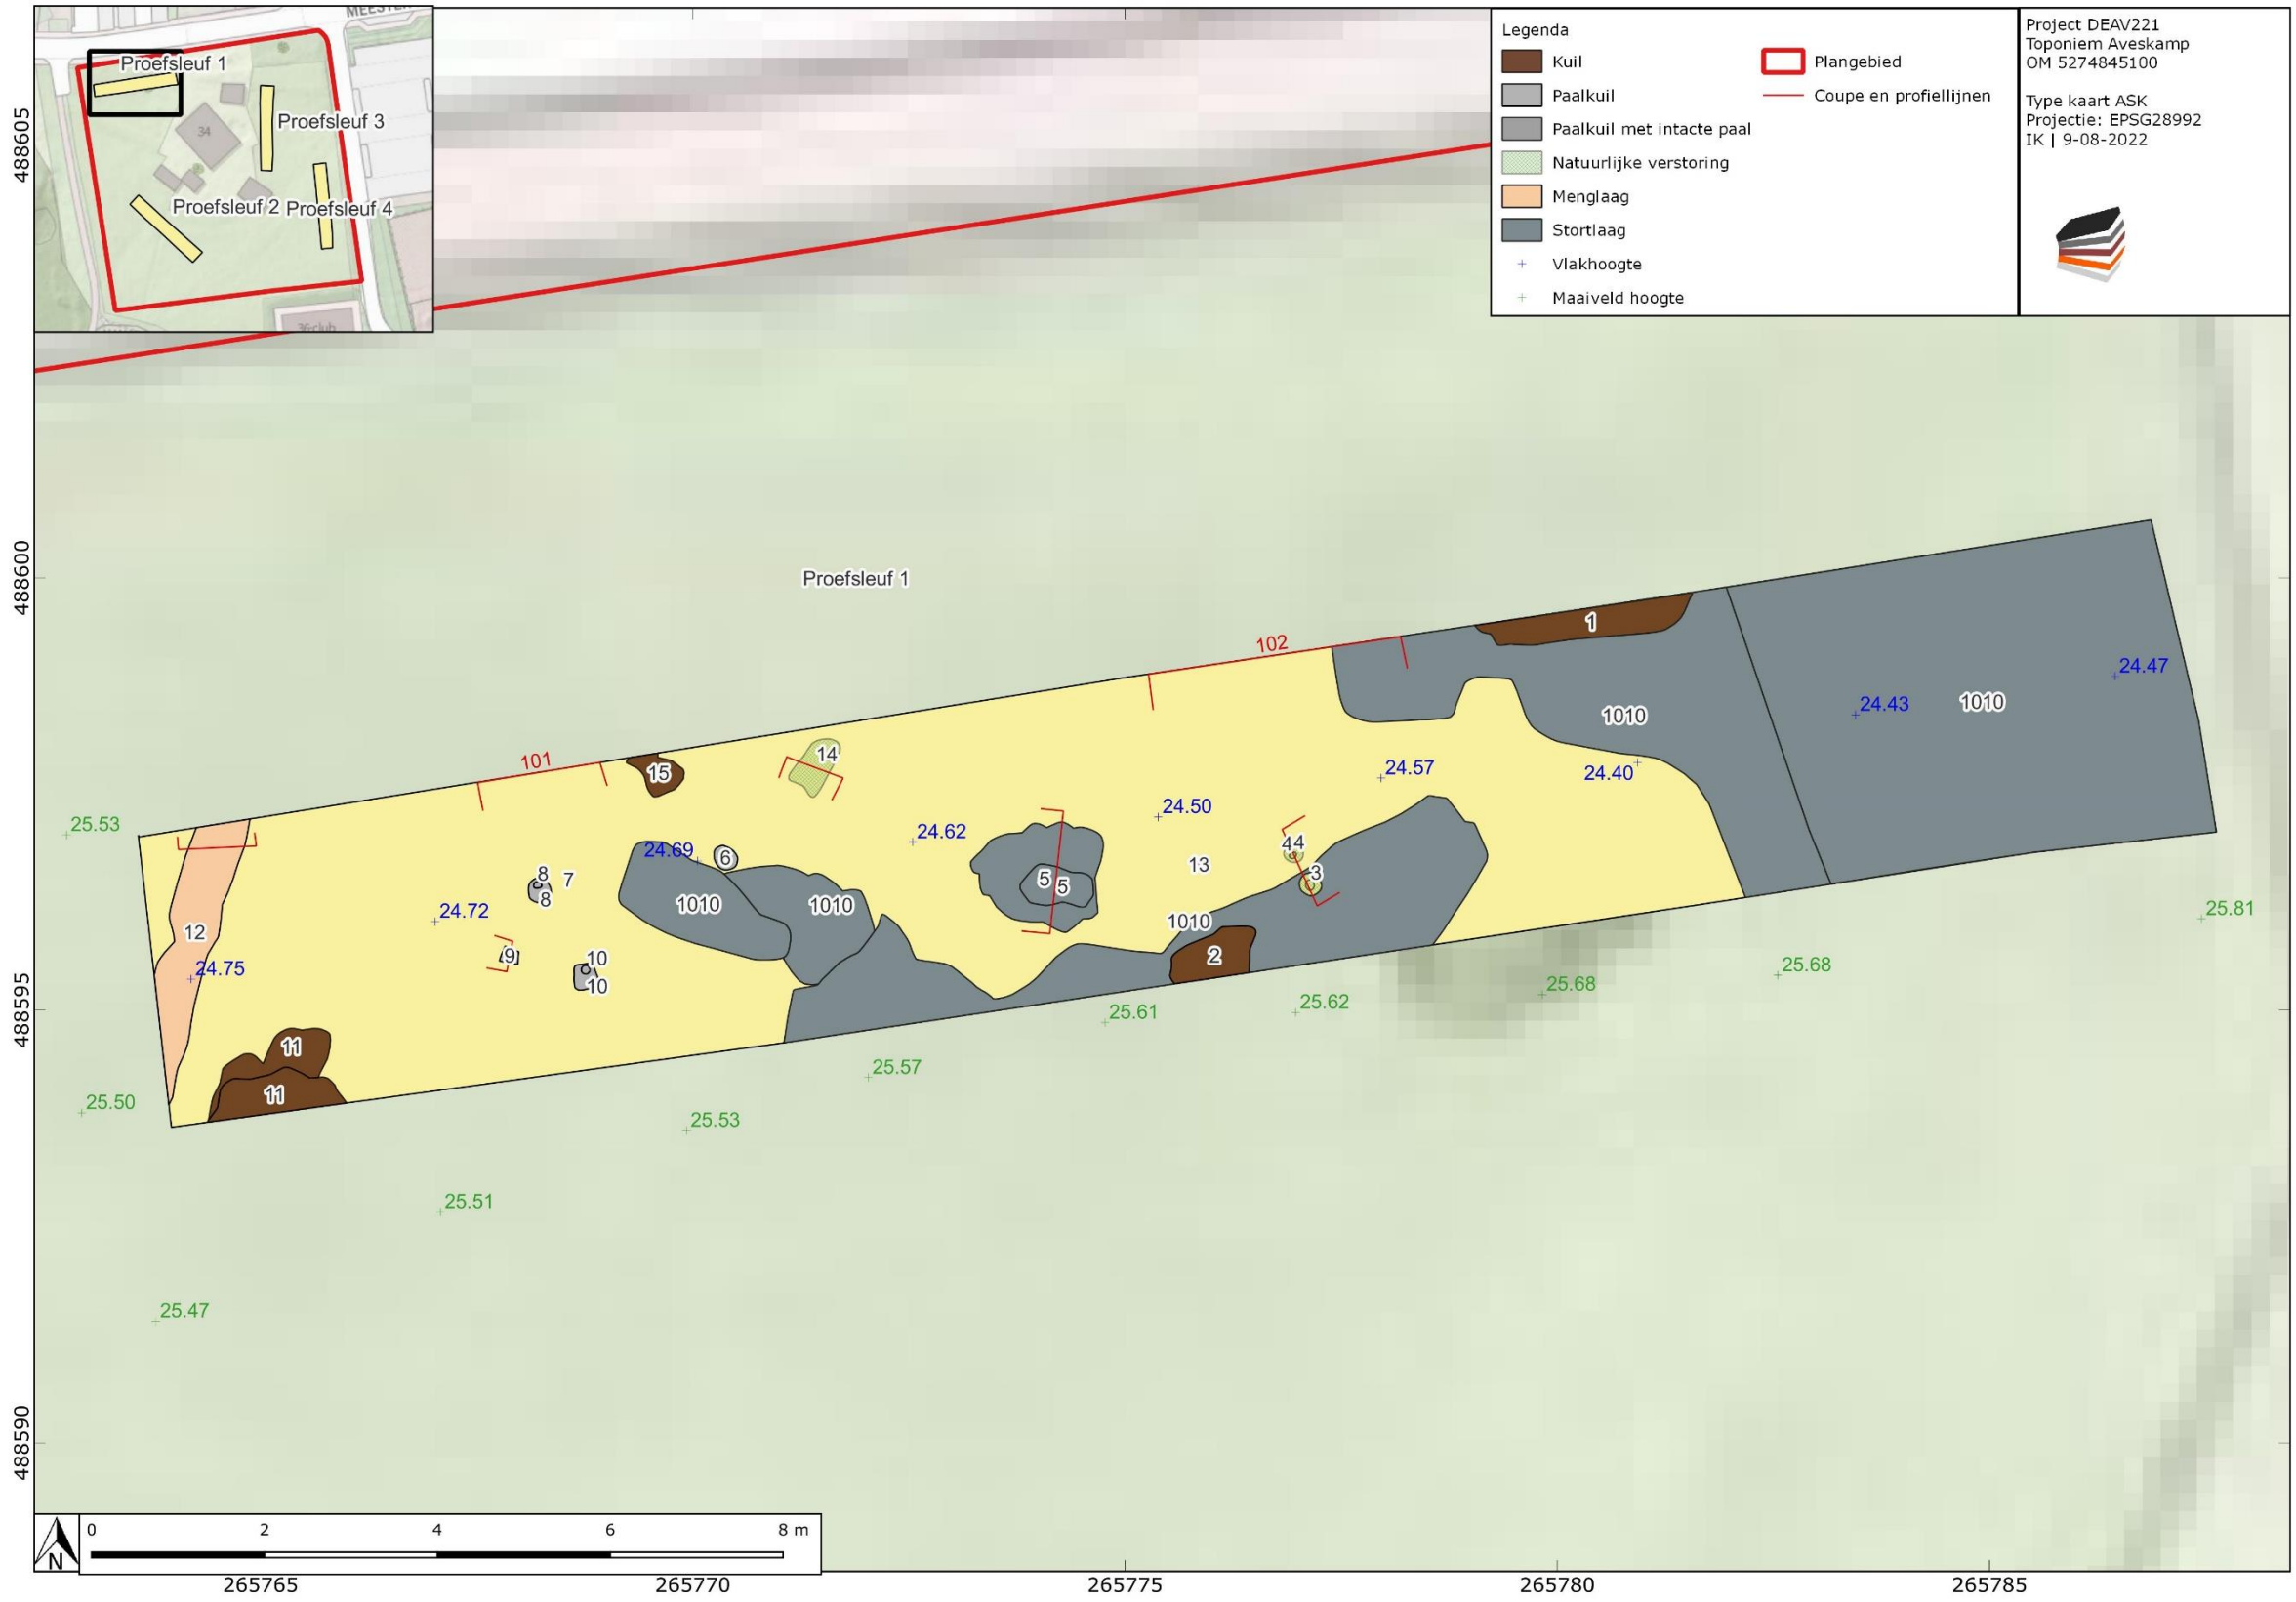 MEESTER
Proefsleuf 1
Proefsleuf 3
34
Proefsleuf 2
Proefsleuf 4
Legenda
Kuil
Paalkuil
Paalkuil met intacte paal
Natuurlijke verstoring
Menglaag
Stortlaag
Vlakhoogte
Maaiveld hoogte
Plangebied
Coupe en profiellijnen
Project DEAV221
Toponiem Aveskamp
OM 5274845100
Type kaart ASK
Projectie: EPSG28992
IK | 9-08-2022
488605
488600
488595
488590
Proefsleuf 1
1
102
24.47
24.43
1010
1010
101
15
14
24.57
24.40
24.50
25.53
24.62
44
24.69
6
13
3
8
7
8
5
5
1010
1010
24.72
1010
25.81
12
9
2
10
24.75
10
25.68
25.68
25.62
25.61
11
25.57
11
25.50
25.53
25.51
25.47
N
0
2
4
6
8 m
265765
265770
265775
265780
265785